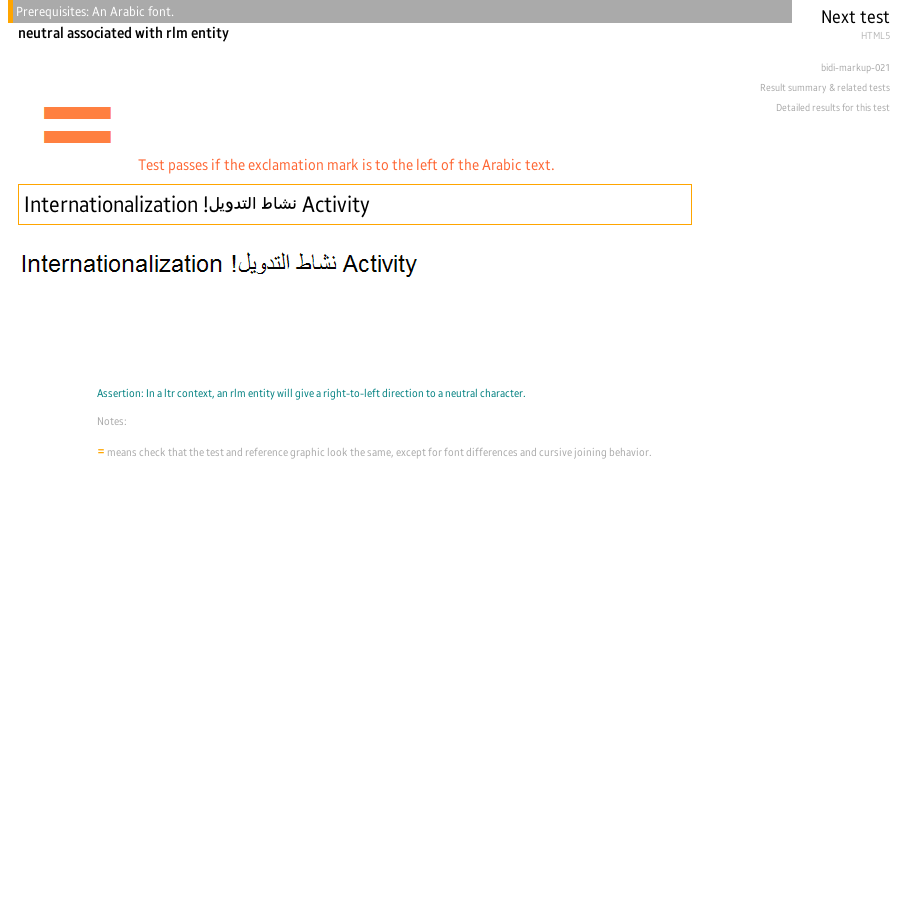 Prerequisites: An Arabic font.
Next test
neutral associated with rlm entity
HTML5
bidi-markup-021
Result summary & related tests
Detailed results for this test
Test passes if the exclamation mark is to the left of the Arabic text.
Internationalization نشاط التدويل!‏ Activity
Internationalization نشاط التدويل!‏ Activity
Assertion: In a ltr context, an rlm entity will give a right-to-left direction to a neutral character.
Notes:
= means check that the test and reference graphic look the same, except for font differences and cursive joining behavior.